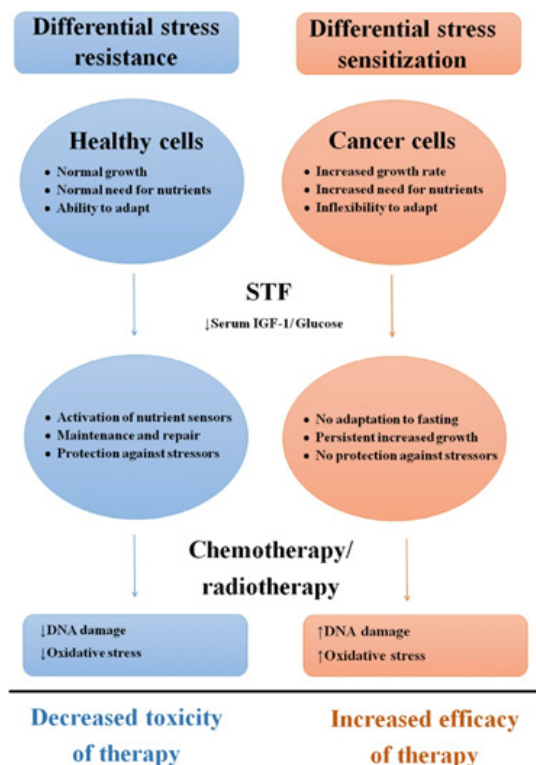 Differential stress
resistance
Differential stress
sensitization
Healthy cells
• Normal growth
• Normal need for nutrients
• Ability to adapt
Cancer cells
• Increased growth rate
• Increased need for nutrients
• Inflexibility to adapt
STF
↓Serum IGF-1/ Glucose
• Activation of nutrient sensors
• Maintenance and repair
• Protection against stressors
• No adaptation to fasting
• Persistent increased growth
• No protection against stressors
Chemotherapy/
radiotherapy
↓DNA damage
↓Oxidative stress
↑DNA damage
↑Oxidative stress
Decreased toxicity
of therapy
Increased efficacy
of therapy